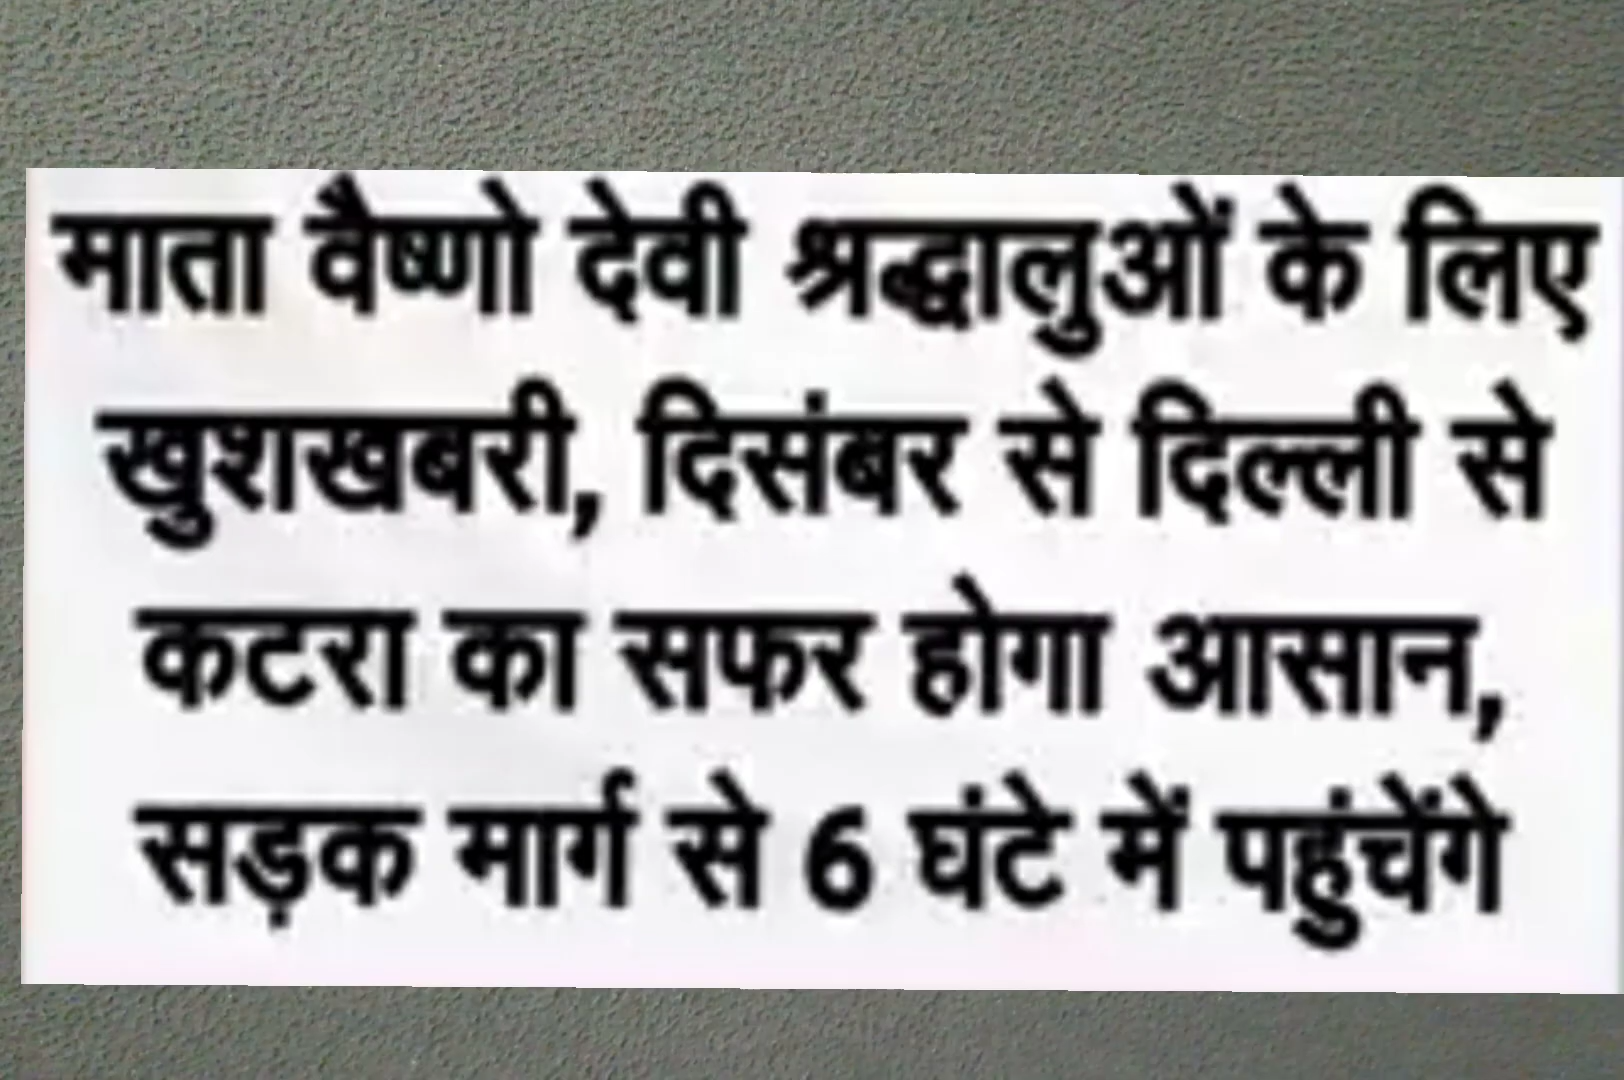 माता वैष्णो देवी श्रद्धालुओं के लिए
खुशखबरी, दिसंबर से दिल्ली से
कटरा का सफर होगा आसान,
सड़क मार्ग से 6 घंटे में पहुंचेंगे